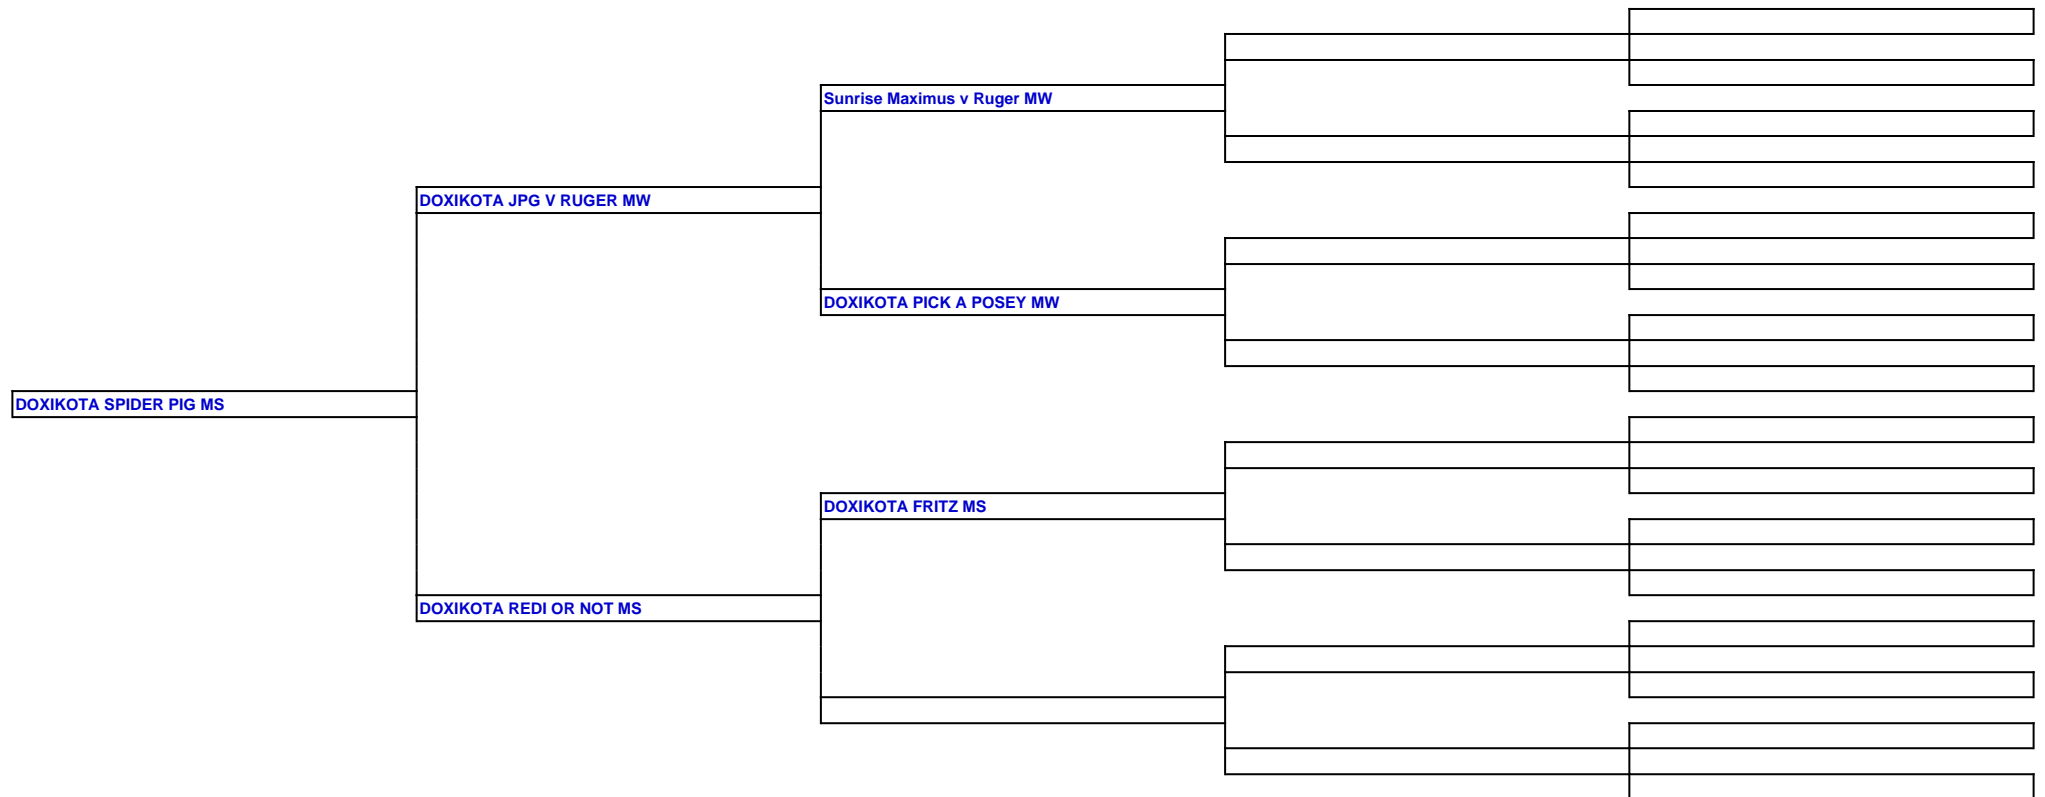 Sunrise Maximus v Ruger MW
DOXIKOTA JPG V RUGER MW
DOXIKOTA PICK A POSEY MW
DOXIKOTA SPIDER PIG MS
DOXIKOTA FRITZ MS
DOXIKOTA REDI OR NOT MS